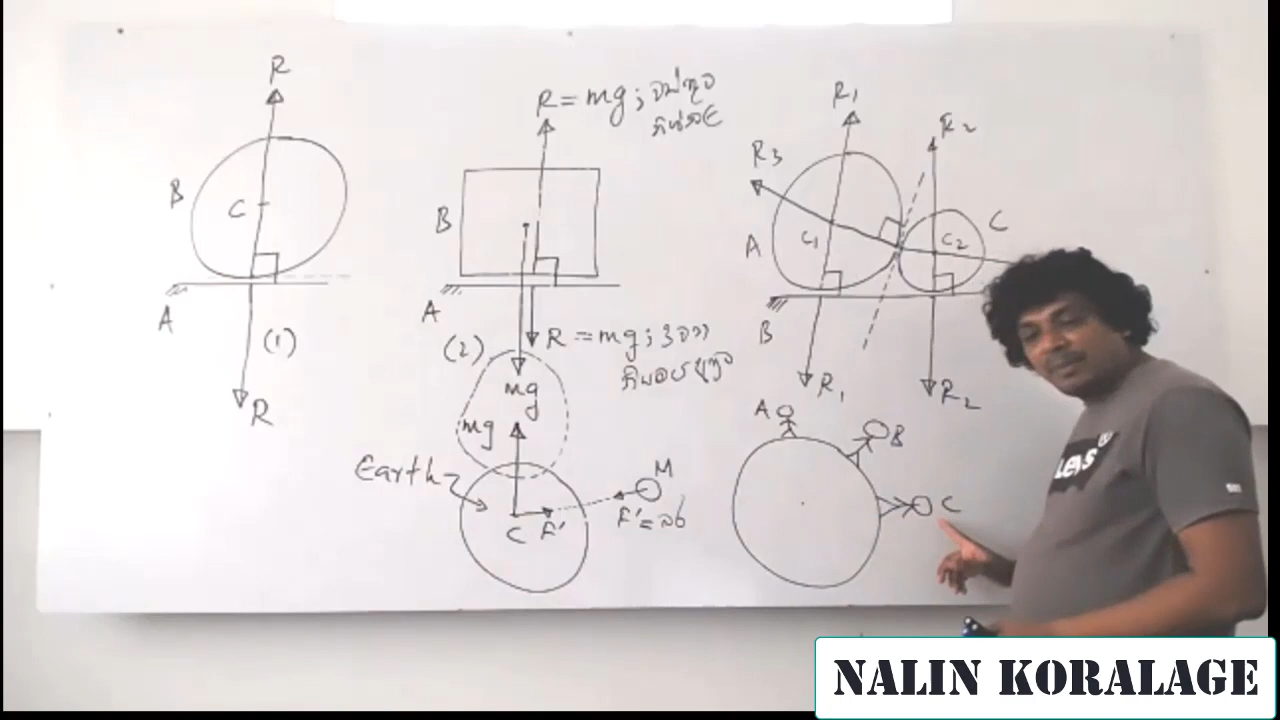 R
B
C
A
(1)
R
R = mg ;
B
A
(2)
R = mg ;
mg
mg
Earth
C F'
M
F' =
R1
R2
R3
A
C1
C2
C
B
R1
R2
A
B
C
NALIN KORALAGE